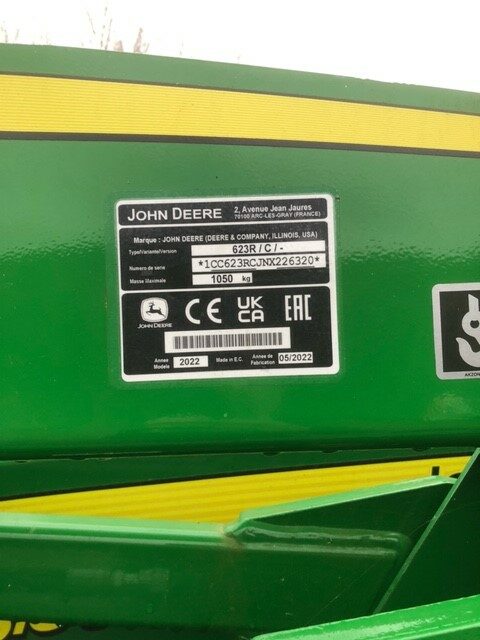 JOHN DEERE
2, Avenue Jean Jaures
70100 ARC-LES-GRAY (FRANCE)
Marque : JOHN DEERE (DEERE & COMPANY, ILLINOIS, USA)
Type/Variante/Version 623R / C / -
Numero de serie *1CC623RCJNX226320*
Masse Maximale 1050 kg
JOHN DEERE
CE UK CA EAC
Annee Modele 2022 Made in E.C. Annee de Fabrication 05/2022